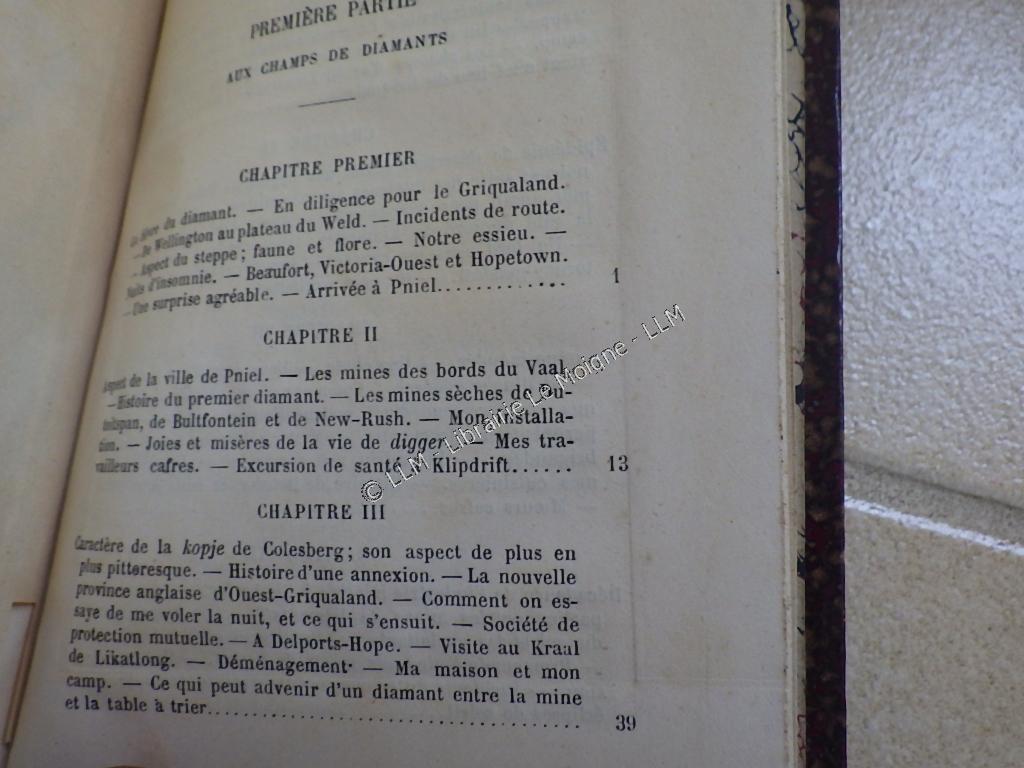 PREMIÈRE PARTIE
AUX CHAMPS DE DIAMANTS
CHAPITRE PREMIER
du diamant. — En diligence pour le Griqualand.
— De Wellington au plateau du Weld. — Incidents de route.
— Aspect du steppe; faune et flore. — Notre essieu. —
Nuits d'insomnie. — Beaufort, Victoria-Ouest et Hopetown.
— Une surprise agréable. — Arrivée à Pniel............. 1
CHAPITRE II
Aspect de la ville de Pniel. — Les mines des bords du Vaal.
— Histoire du premier diamant. — Les mines sèches de Du-
toitspan, de Bultfontein et de New-Rush. — Mon installa-
tion. — Joies et misères de la vie de digger. — Mes tra-
vailleurs cafres. — Excursion de santé à Klipdrift...... 13
CHAPITRE III
Caractère de la kopje de Colesberg; son aspect de plus en
plus pittoresque. — Histoire d'une annexion. — La nouvelle
province anglaise d'Ouest-Griqualand. — Comment on es-
saye de me voler la nuit, et ce qui s'ensuit. — Société de
protection mutuelle. — A Delports-Hope. — Visite au Kraal
de Likatlong. — Déménagement. — Ma maison et mon
camp. — Ce qui peut advenir d'un diamant entre la mine
et la table à trier.................................... 39
© LLM - Librairie Le Moigne - LLM